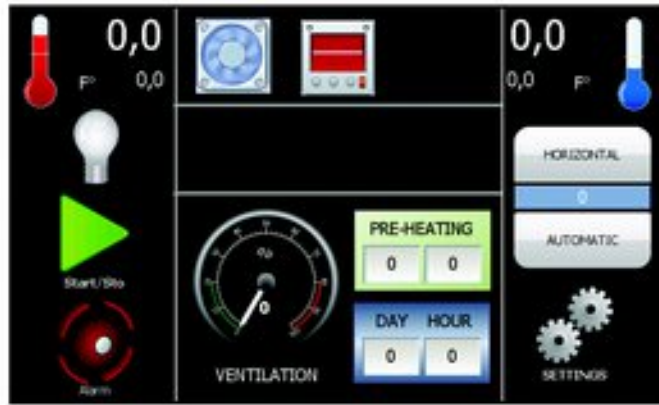 0,0
F°
0,0
Start/Sto
Alarm
%
0
VENTILATION
PRE-HEATING
0 0
DAY HOUR
0 0
0,0
0,0 F°
HORIZONTAL
0
AUTOMATIC
SETTINGS